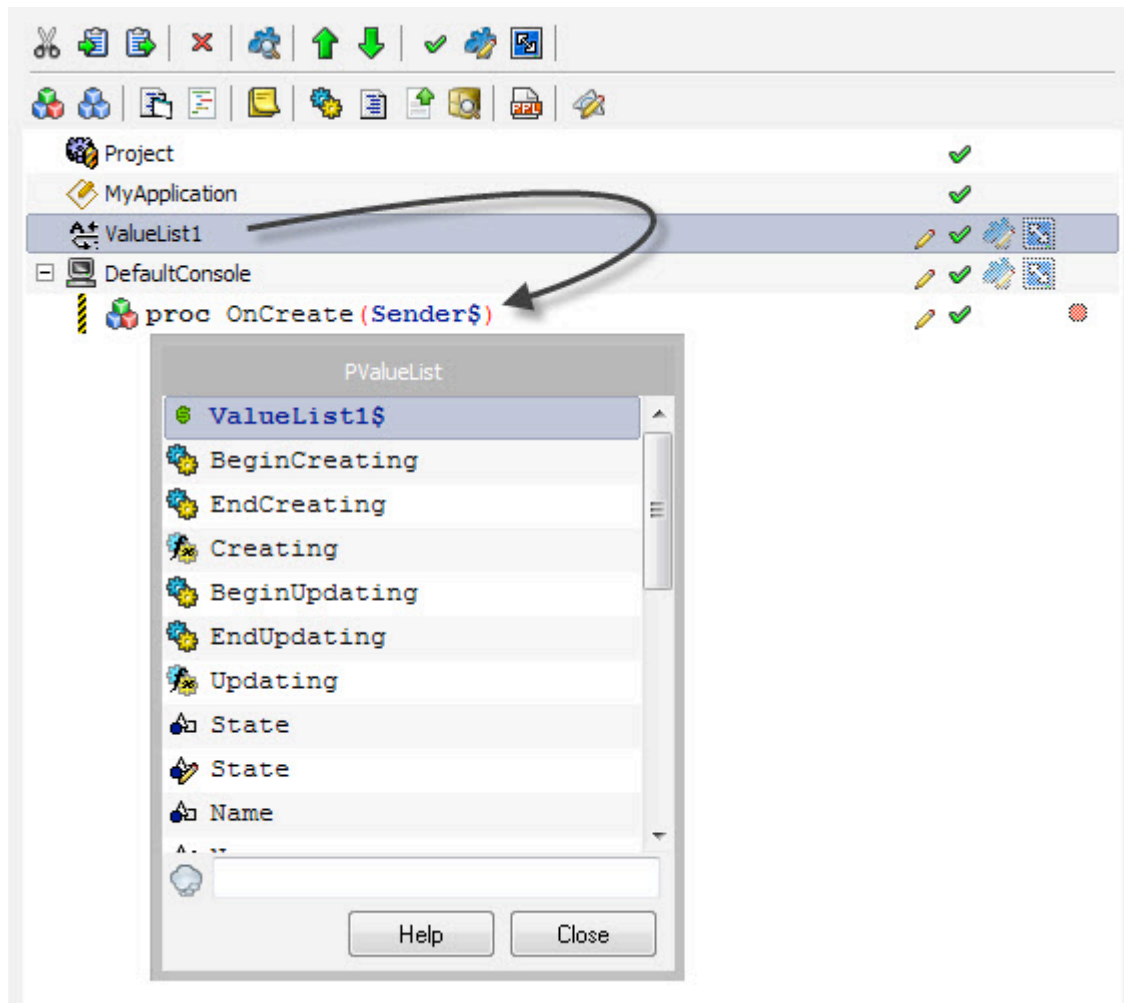 RPL
Project
MyApplication
ValueList1
DefaultConsole
proc OnCreate(Sender$)
PValueList
ValueList1$
BeginCreating
EndCreating
Creating
BeginUpdating
EndUpdating
Updating
State
State
Name
Help Close